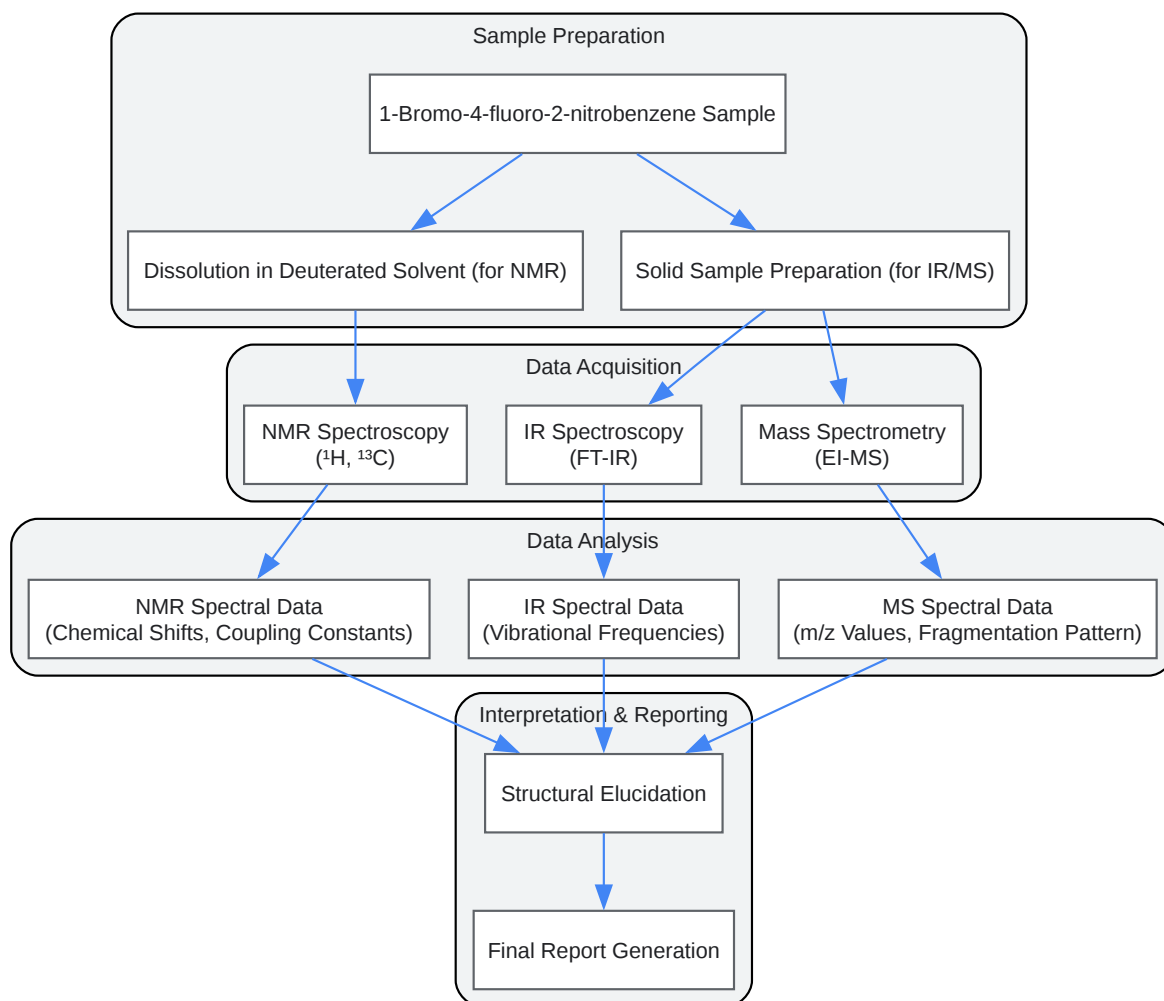 Sample Preparation
1-Bromo-4-fluoro-2-nitrobenzene Sample
Dissolution in Deuterated Solvent (for NMR)
Solid Sample Preparation (for IR/MS)
Data Acquisition
NMR Spectroscopy
(¹H, ¹³C)
IR Spectroscopy
(FT-IR)
Mass Spectrometry
(EI-MS)
Data Analysis
NMR Spectral Data
(Chemical Shifts, Coupling Constants)
IR Spectral Data
(Vibrational Frequencies)
MS Spectral Data
(m/z Values, Fragmentation Pattern)
Interpretation & Reporting
Structural Elucidation
Final Report Generation